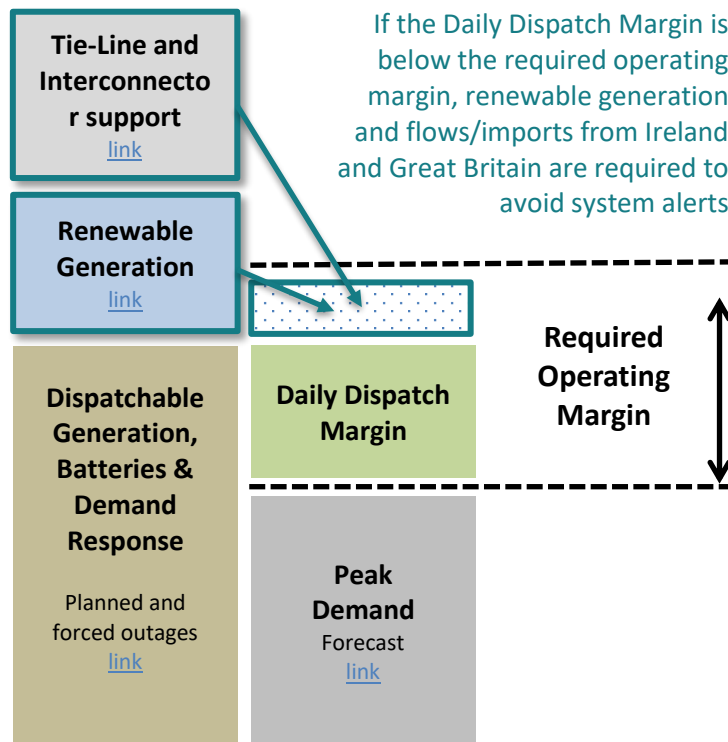 Tie-Line and
Interconnecto
r support
link
If the Daily Dispatch Margin is
below the required operating
margin, renewable generation
and flows/imports from Ireland
and Great Britain are required to
avoid system alerts
Renewable
Generation
link
Dispatchable
Generation,
Batteries &
Demand
Response
Planned and
forced outages
link
Daily Dispatch
Margin
Required
Operating
Margin
Peak
Demand
Forecast
link